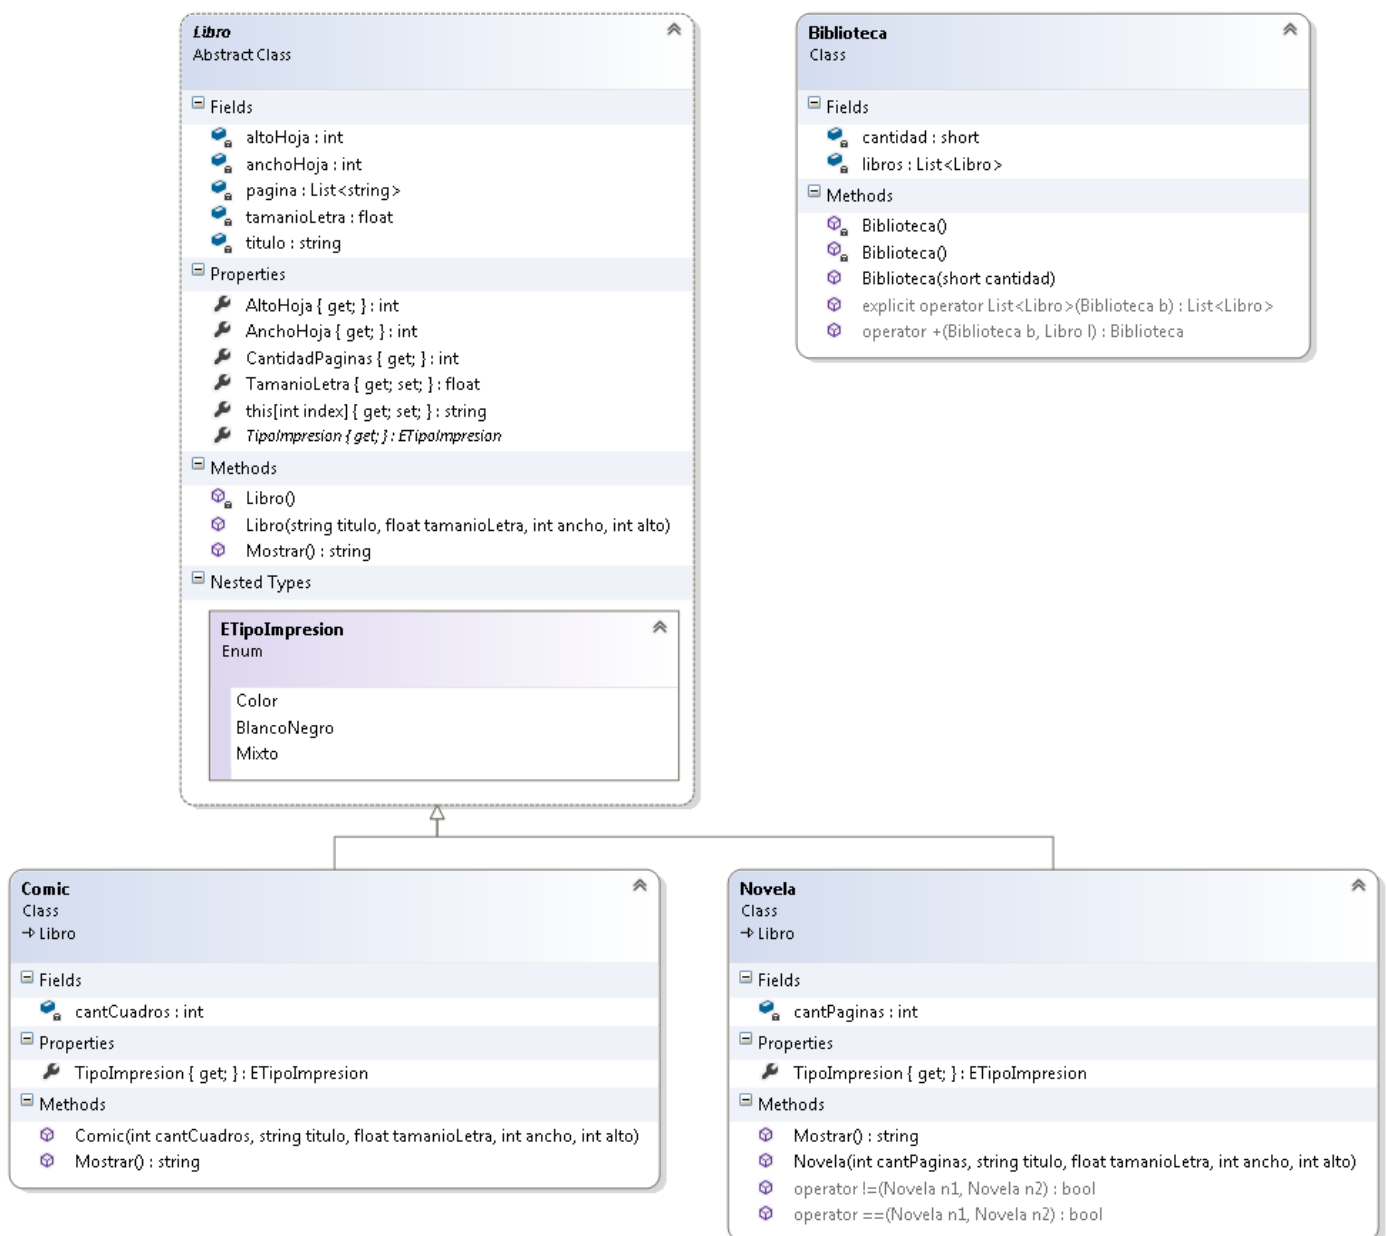 Libro
Abstract Class
Fields
altoHoja : int
anchoHoja : int
pagina : List<string>
tamanioLetra : float
titulo : string
Properties
AltoHoja { get; } : int
AnchoHoja { get; } : int
CantidadPaginas { get; } : int
TamanioLetra { get; set; } : float
this[int index] { get; set; } : string
TipoImpresion { get; } : ETipoImpresion
Methods
Libro()
Libro(string titulo, float tamanioLetra, int ancho, int alto)
Mostrar() : string
Nested Types
ETipoImpresion
Enum
Color
BlancoNegro
Mixto
Biblioteca
Class
Fields
cantidad : short
libros : List<Libro>
Methods
Biblioteca()
Biblioteca()
Biblioteca(short cantidad)
explicit operator List<Libro>(Biblioteca b) : List<Libro>
operator +(Biblioteca b, Libro l) : Biblioteca
Comic
Class
Libro
Fields
cantCuadros : int
Properties
TipoImpresion { get; } : ETipoImpresion
Methods
Comic(int cantCuadros, string titulo, float tamanioLetra, int ancho, int alto)
Mostrar() : string
Novela
Class
Libro
Fields
cantPaginas : int
Properties
TipoImpresion { get; } : ETipoImpresion
Methods
Mostrar() : string
Novela(int cantPaginas, string titulo, float tamanioLetra, int ancho, int alto)
operator !=(Novela n1, Novela n2) : bool
operator ==(Novela n1, Novela n2) : bool